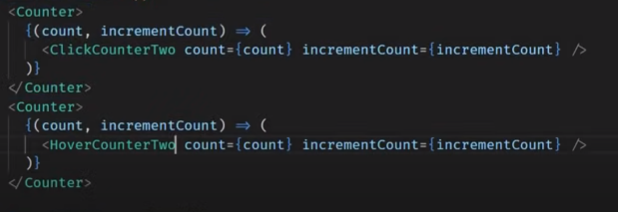 <Counter>
{(count, incrementCount) => (
<ClickCounterTwo count={count} incrementCount={incrementCount} />
)}
</Counter>
<Counter>
{(count, incrementCount) => (
<HoverCounterTwo count={count} incrementCount={incrementCount} />
)}
</Counter>